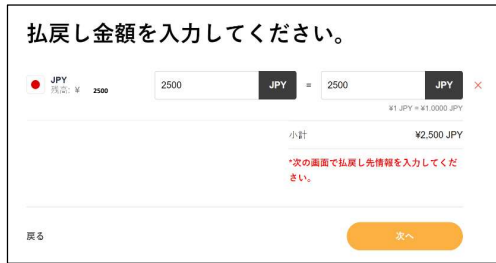 払戻し金額を入力してください。
JPY
残高: ¥ 2500
2500 JPY = 2500 JPY ×
¥1 JPY = ¥1.0000 JPY
小計 ¥2,500 JPY
*次の画面で払戻し先情報を入力してくだ
さい。
戻る 次へ